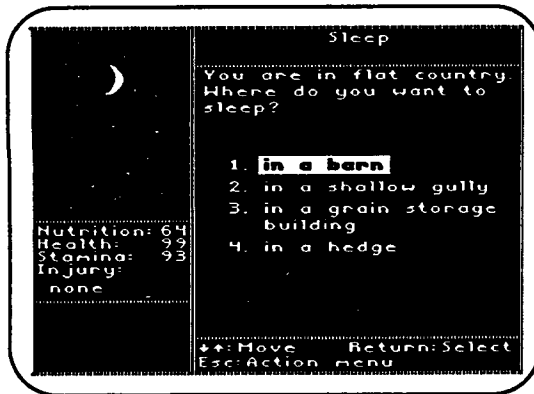 Sleep
You are in flat country.
Where do you want to
sleep?
1. in a barn
2. in a shallow gully
3. in a grain storage
building
4. in a hedge
Nutrition: 64
Health: 99
Stamina: 93
Injury:
none
↓↑: Move Return: Select
Esc: Action menu